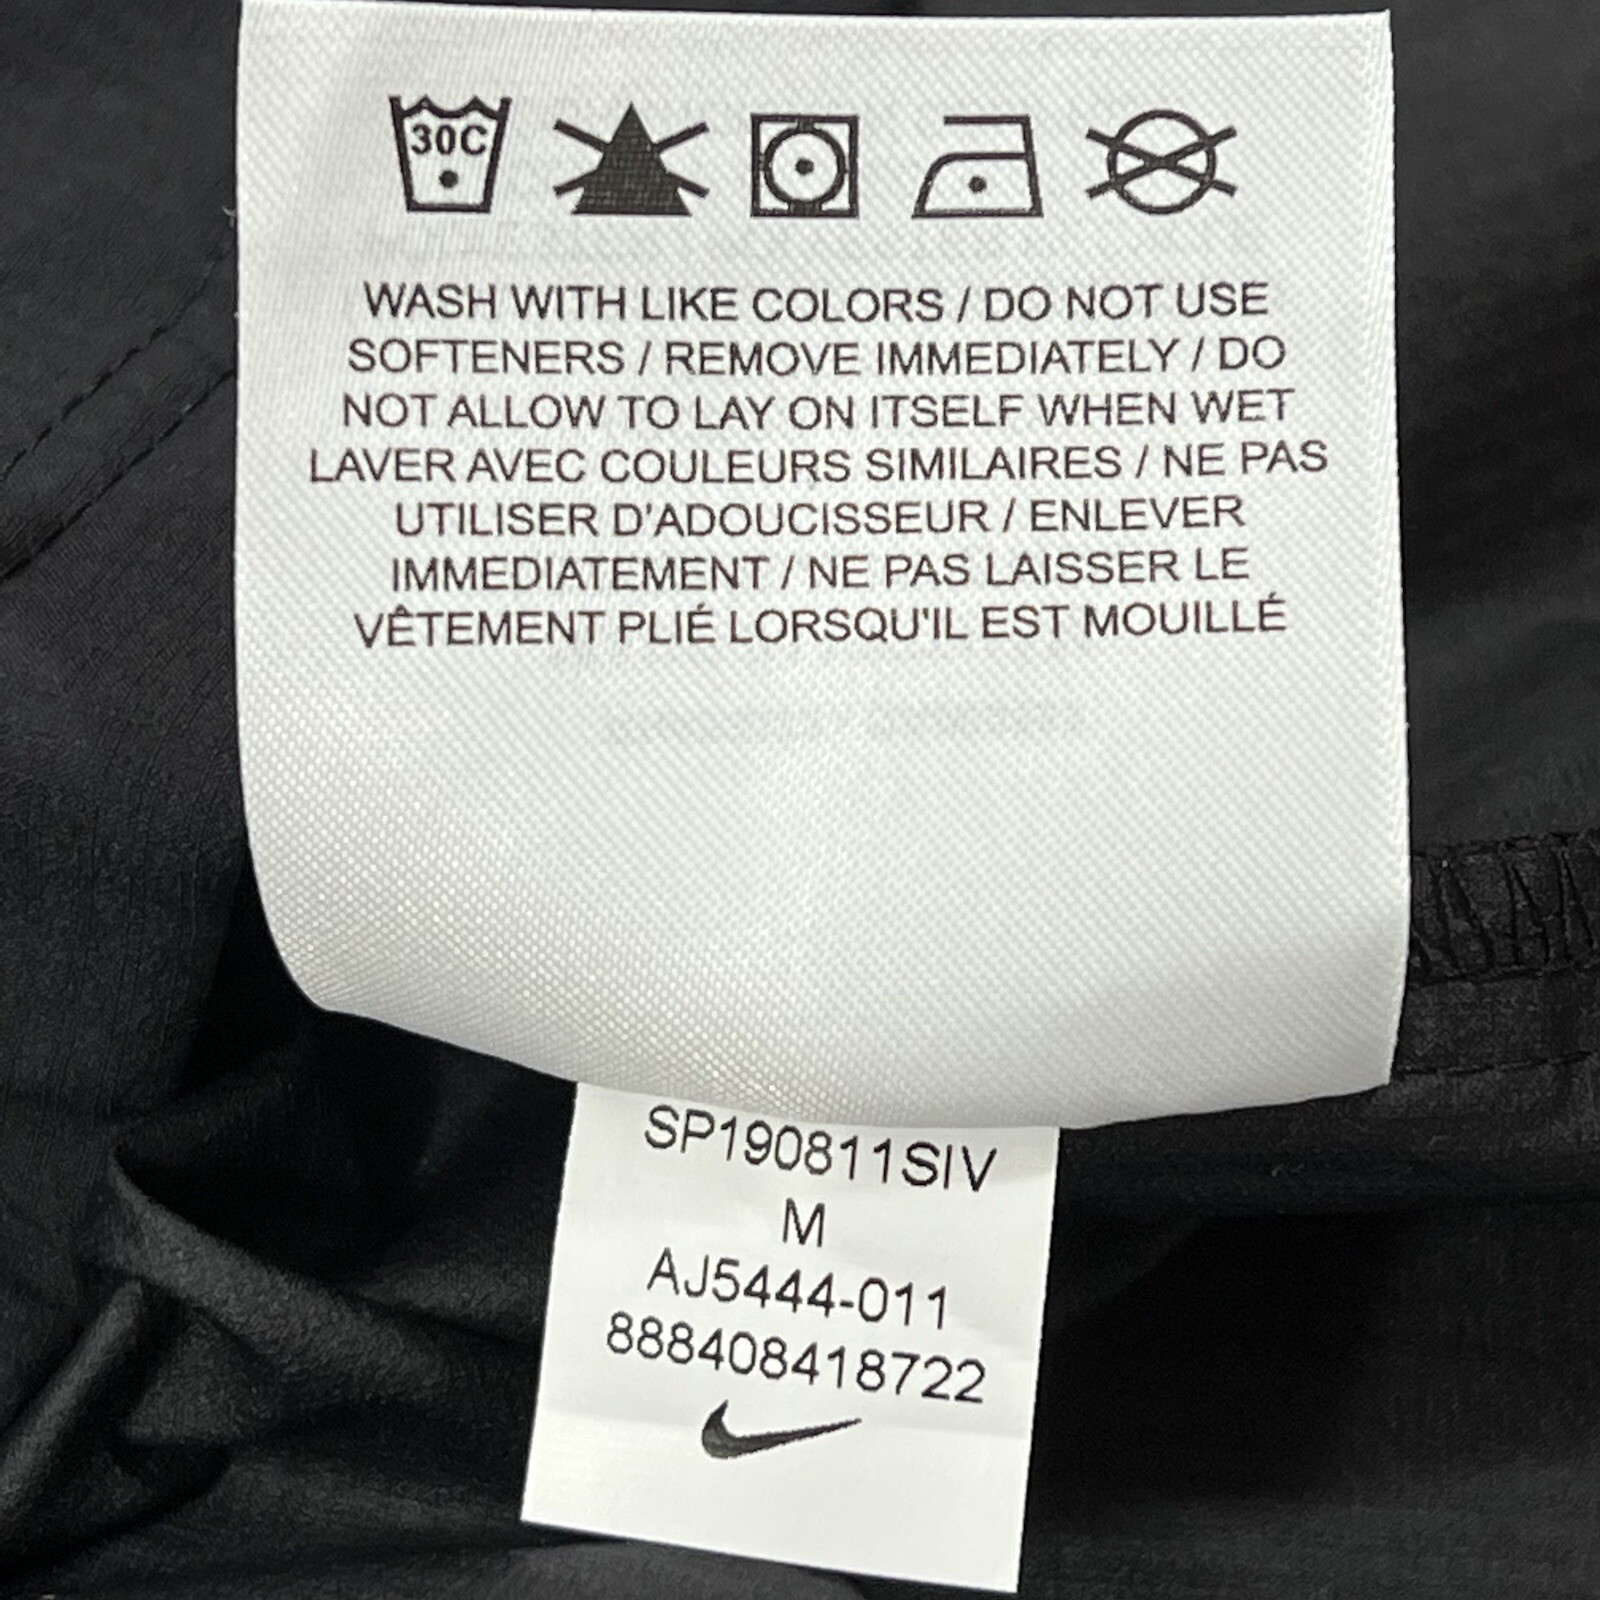 30C
WASH WITH LIKE COLORS / DO NOT USE
SOFTENERS / REMOVE IMMEDIATELY / DO
NOT ALLOW TO LAY ON ITSELF WHEN WET
LAVER AVEC COULEURS SIMILAIRES / NE PAS
UTILISER D'ADOUCISSEUR / ENLEVER
IMMEDIATEMENT / NE PAS LAISSER LE
VÊTEMENT PLIÉ LORSQU'IL EST MOUILLÉ
SP190811SIV
M
AJ5444-011
888408418722